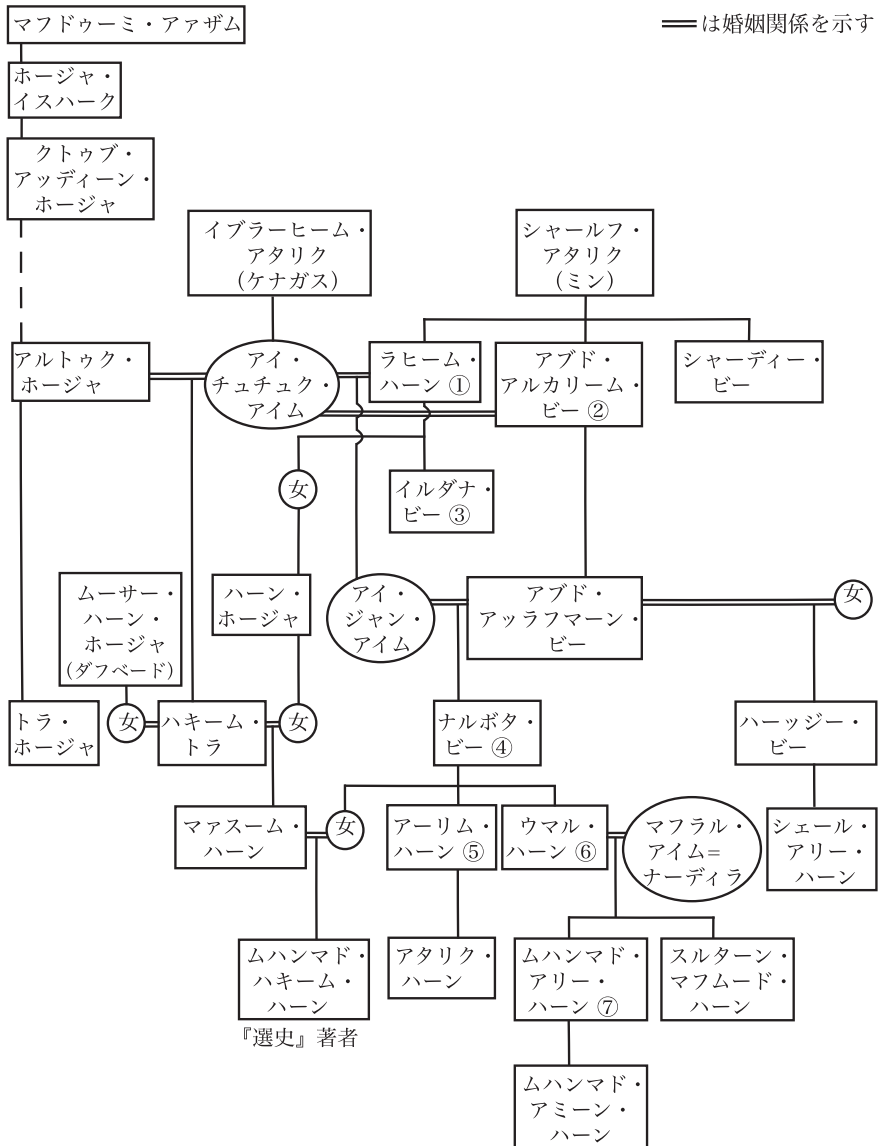 マフドゥーミ・アァザム
＝は婚姻関係を示す
ホージャ・
イスハーク
クトゥブ・
アッディーン・
ホージャ
イブラーヒーム・
アタリク
（ケナガス）
シャールフ・
アタリク
（ミン）
アルトゥク・
ホージャ
アイ・
チュチュク・
アイム
ラヒーム・
ハーン ①
アブド・
アルカリーム・
ビー ②
シャーディー・
ビー
女
イルダナ・
ビー ③
ムーサー・
ハーン・
ホージャ
（ダフベード）
ハーン・
ホージャ
アイ・
ジャン・
アイム
アブド・
アッラフマーン・
ビー
女
トラ・
ホージャ
女
ハキーム・
トラ
女
ナルボタ・
ビー ④
ハーッジー・
ビー
マァスーム・
ハーン
女
アーリム・
ハーン ⑤
ウマル・
ハーン ⑥
マフラル・
アイム=
ナーディラ
シェール・
アリー・
ハーン
ムハンマド・
ハキーム・
ハーン
『選史』著者
アタリク・
ハーン
ムハンマド・
アリー・
ハーン ⑦
スルターン・
マフムード・
ハーン
ムハンマド・
アミーン・
ハーン